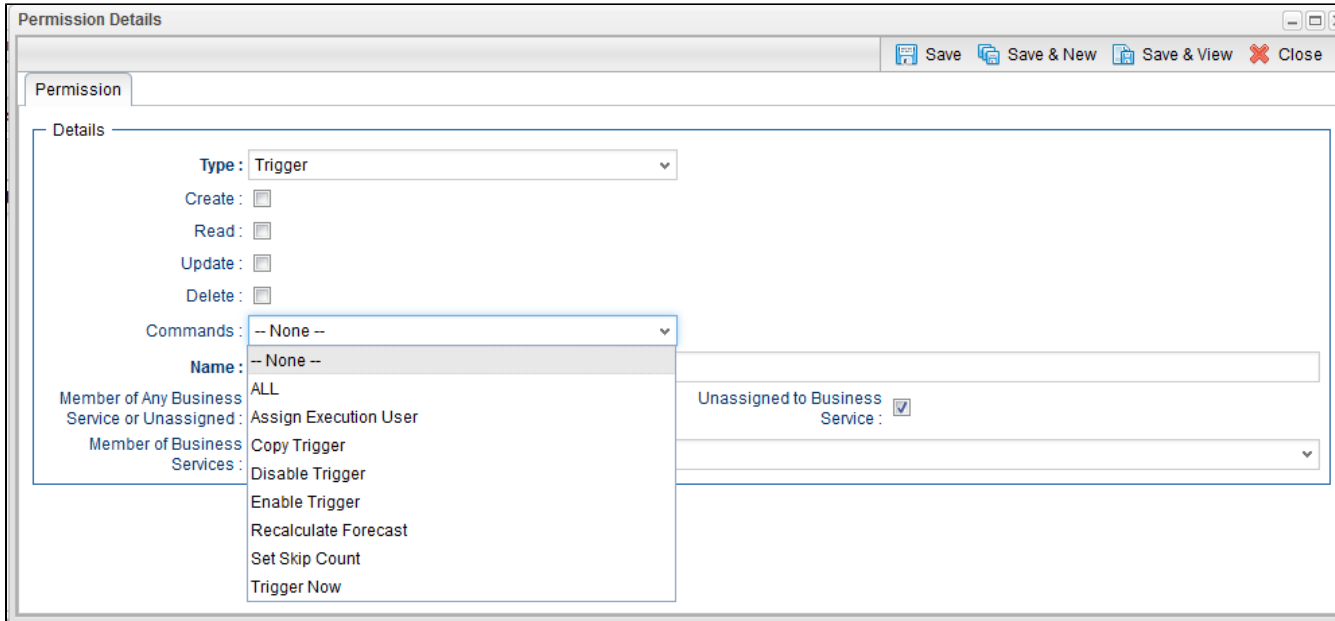 Permission Details
Save Save & New Save & View Close
Permission
Details
Type : Trigger
Create :
Read :
Update :
Delete :
Commands : -- None --
Name : -- None --
ALL
Member of Any Business
Service or Unassigned : Assign Execution User
Unassigned to Business
Service :
Member of Business
Services :
Copy Trigger
Disable Trigger
Enable Trigger
Recalculate Forecast
Set Skip Count
Trigger Now